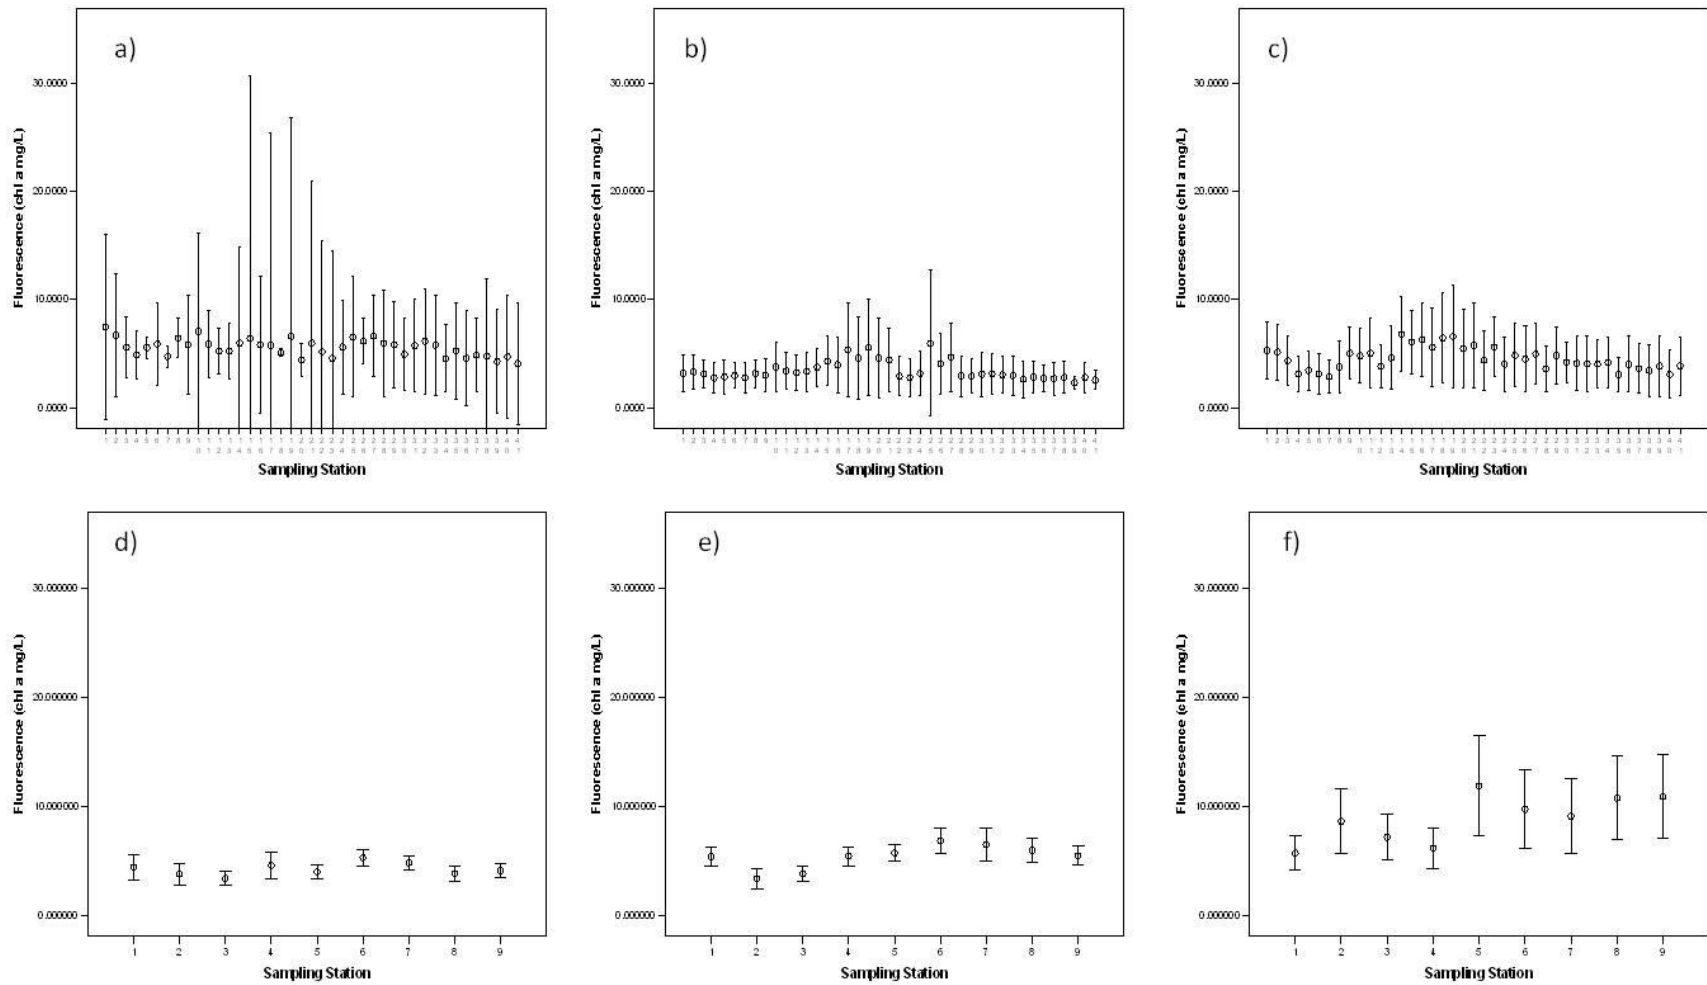 a)
30.0000
20.0000
10.0000
0.0000
Fluorescence (chl a mg/L)
Sampling Station
b)
30.0000
20.0000
10.0000
0.0000
Fluorescence (chl a mg/L)
Sampling Station
c)
30.0000
20.0000
10.0000
0.0000
Fluorescence (chl a mg/L)
Sampling Station
d)
30.000000
20.000000
10.000000
0.000000
Fluorescence (chl a mg/L)
1 2 3 4 5 6 7 8 9
Sampling Station
e)
30.000000
20.000000
10.000000
0.000000
Fluorescence (chl a mg/L)
1 2 3 4 5 6 7 8 9
Sampling Station
f)
30.000000
20.000000
10.000000
0.000000
Fluorescence (chl a mg/L)
1 2 3 4 5 6 7 8 9
Sampling Station